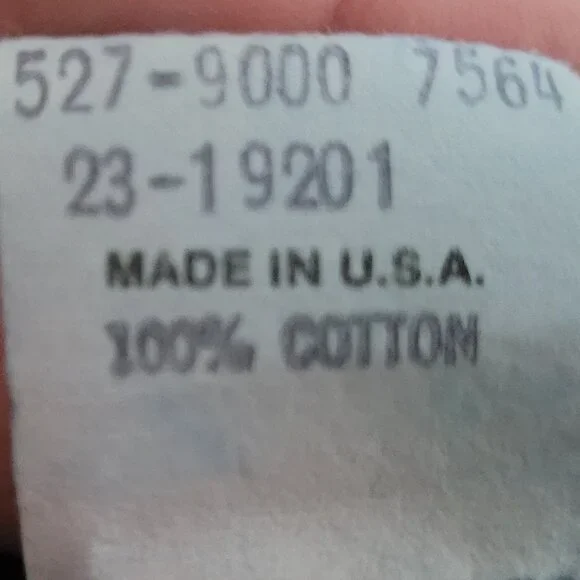 527-9000 7564
23-19201
MADE IN U.S.A.
100% COTTON